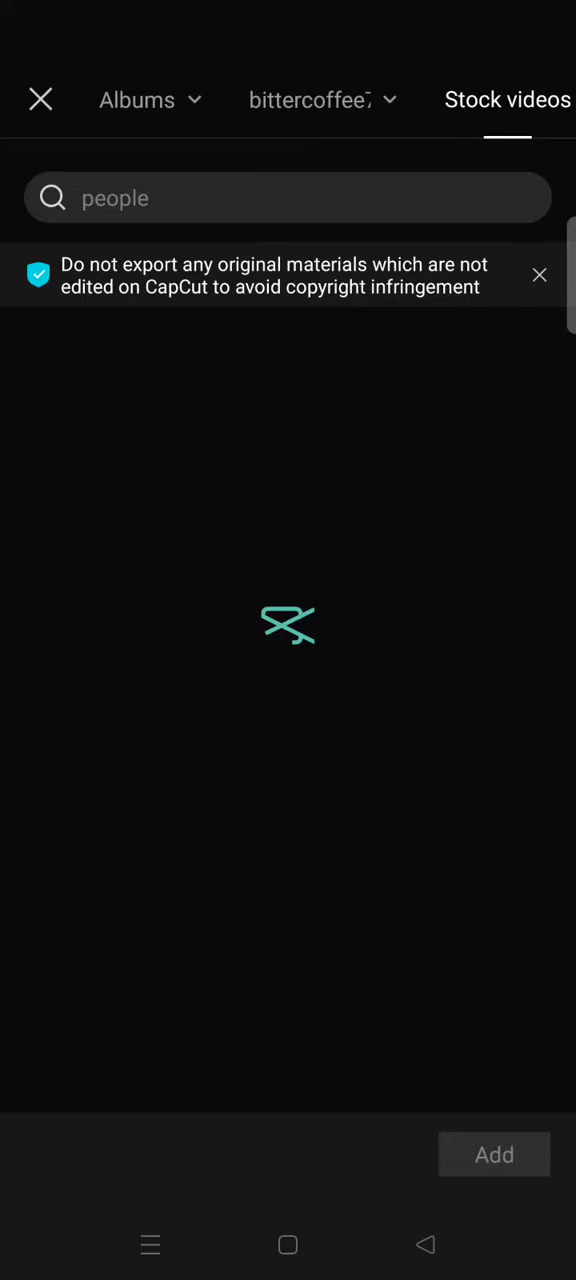 Albums
bittercoffee7
Stock videos
people
Do not export any original materials which are not
edited on CapCut to avoid copyright infringement
Add